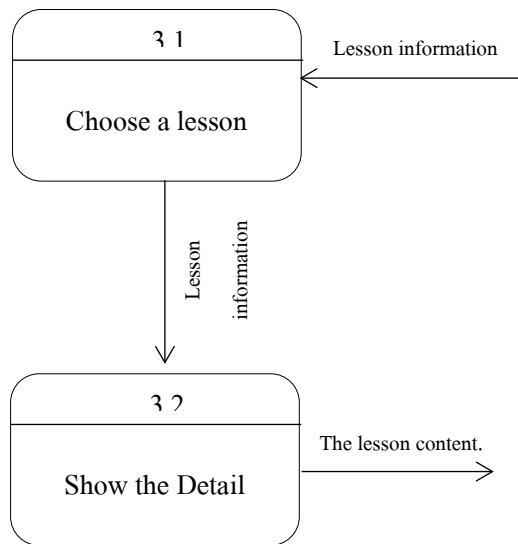 3.1
Lesson information
Choose a lesson
Lesson
information
3.2
The lesson content.
Show the Detail